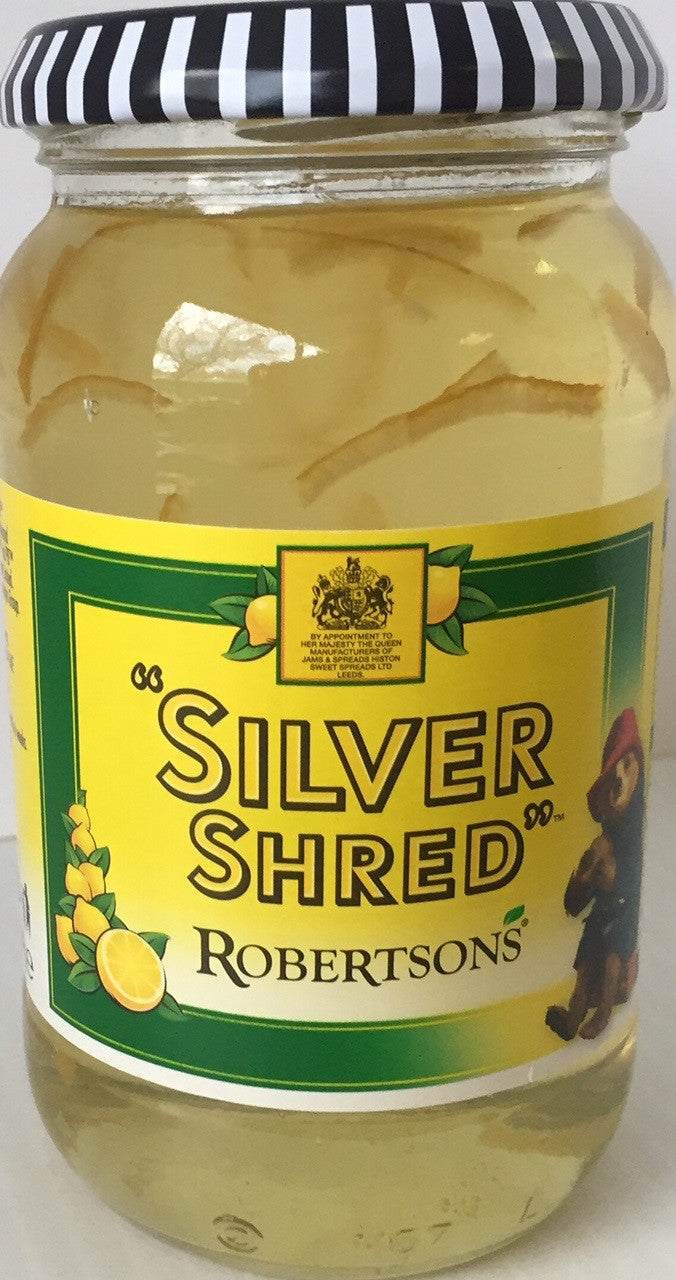 BY APPOINTMENT TO
HER MAJESTY THE QUEEN
MANUFACTURERS OF
JAMS & SPREADS HISTON
SWEET SPREADS LTD
LEEDS.
“SILVER
SHRED”™
ROBERTSON'S®